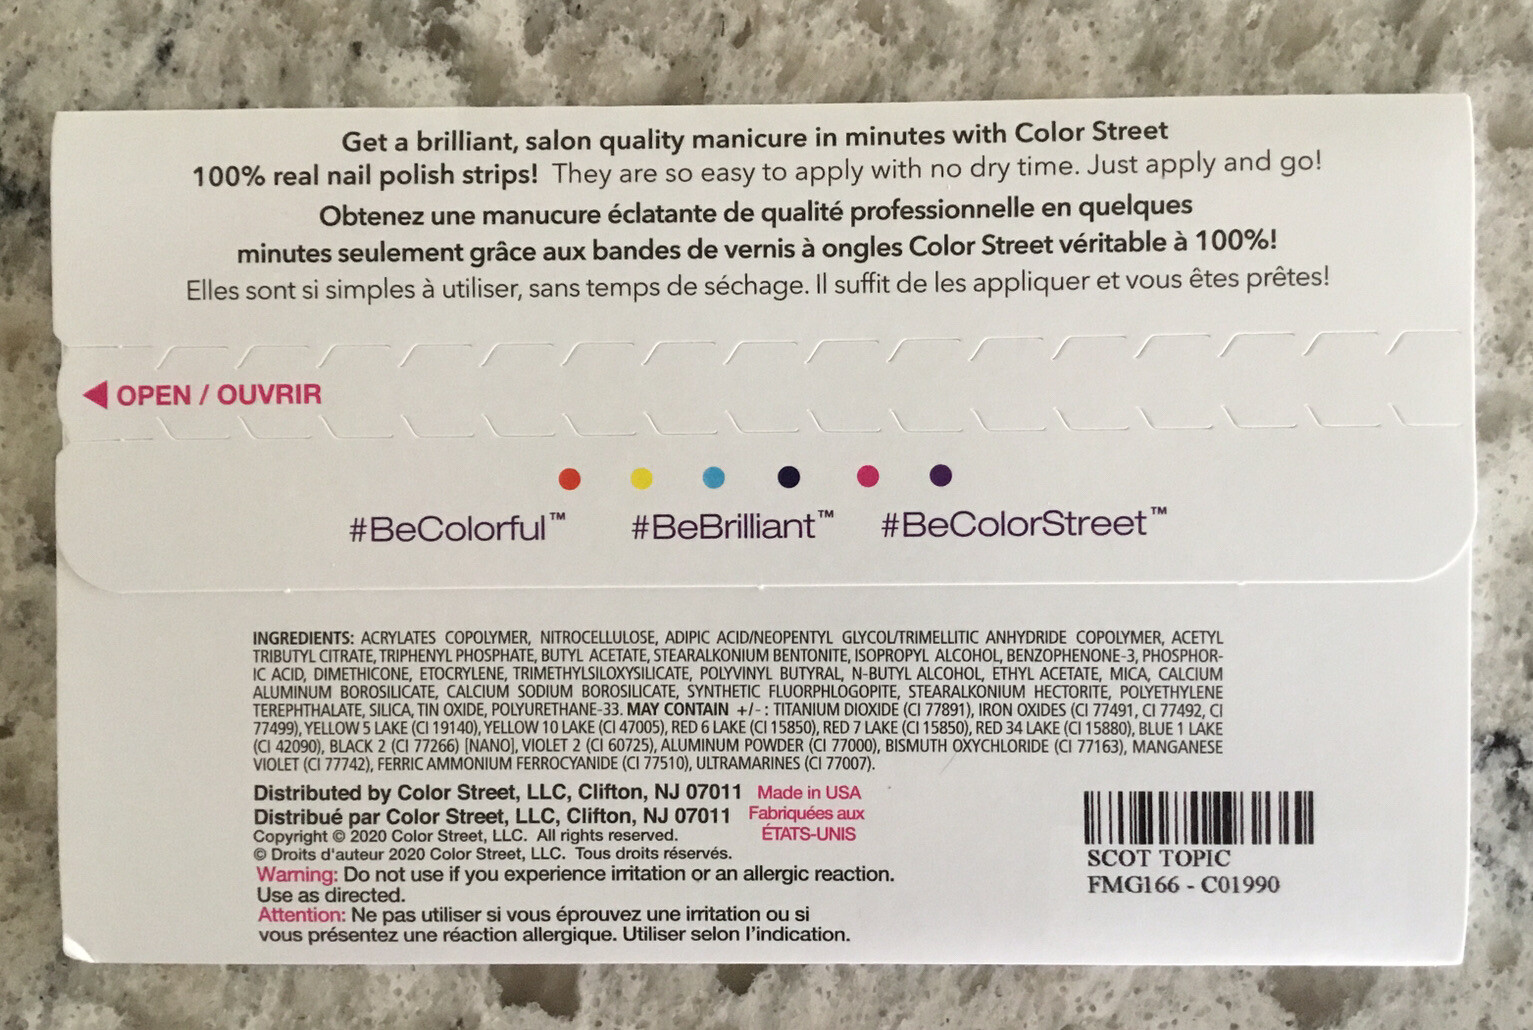 Get a brilliant, salon quality manicure in minutes with Color Street
100% real nail polish strips! They are so easy to apply with no dry time. Just apply and go!
Obtenez une manucure éclatante de qualité professionnelle en quelques
minutes seulement grâce aux bandes de vernis à ongles Color Street véritable à 100%!
Elles sont si simples à utiliser, sans temps de séchage. Il suffit de les appliquer et vous êtes prêtes!
OPEN / OUVRIR
#BeColorful™ #BeBrilliant™ #BeColorStreet™
INGREDIENTS: ACRYLATES COPOLYMER, NITROCELLULOSE, ADIPIC ACID/NEOPENTYL GLYCOL/TRIMELLITIC ANHYDRIDE COPOLYMER, ACETYL
TRIBUTYL CITRATE, TRIPHENYL PHOSPHATE, BUTYL ACETATE, STEARALKONIUM BENTONITE, ISOPROPYL ALCOHOL, BENZOPHENONE-3, PHOSPHOR-
IC ACID, DIMETHICONE, ETOCRYLENE, TRIMETHYLSILOXYSILICATE, POLYVINYL BUTYRAL, N-BUTYL ALCOHOL, ETHYL ACETATE, MICA, CALCIUM
ALUMINUM BOROSILICATE, CALCIUM SODIUM BOROSILICATE, SYNTHETIC FLUORPHLOGOPITE, STEARALKONIUM HECTORITE, POLYETHYLENE
TEREPHTHALATE, SILICA, TIN OXIDE, POLYURETHANE-33. MAY CONTAIN +/- : TITANIUM DIOXIDE (CI 77891), IRON OXIDES (CI 77491, CI 77492, CI
77499), YELLOW 5 LAKE (CI 19140), YELLOW 10 LAKE (CI 47005), RED 6 LAKE (CI 15850), RED 7 LAKE (CI 15850), RED 34 LAKE (CI 15880), BLUE 1 LAKE
(CI 42090), BLACK 2 (CI 77266) [NANO], VIOLET 2 (CI 60725), ALUMINUM POWDER (CI 77000), BISMUTH OXYCHLORIDE (CI 77163), MANGANESE
VIOLET (CI 77742), FERRIC AMMONIUM FERROCYANIDE (CI 77510), ULTRAMARINES (CI 77007).
Distributed by Color Street, LLC, Clifton, NJ 07011 Made in USA
Distribué par Color Street, LLC, Clifton, NJ 07011 Fabriquées aux
ÉTATS-UNIS
Copyright © 2020 Color Street, LLC. All rights reserved.
© Droits d'auteur 2020 Color Street, LLC. Tous droits réservés.
Warning: Do not use if you experience irritation or an allergic reaction.
Use as directed.
Attention: Ne pas utiliser si vous éprouvez une irritation ou si
vous présentez une réaction allergique. Utiliser selon l'indication.
SCOT TOPIC
FMG166 - C01990